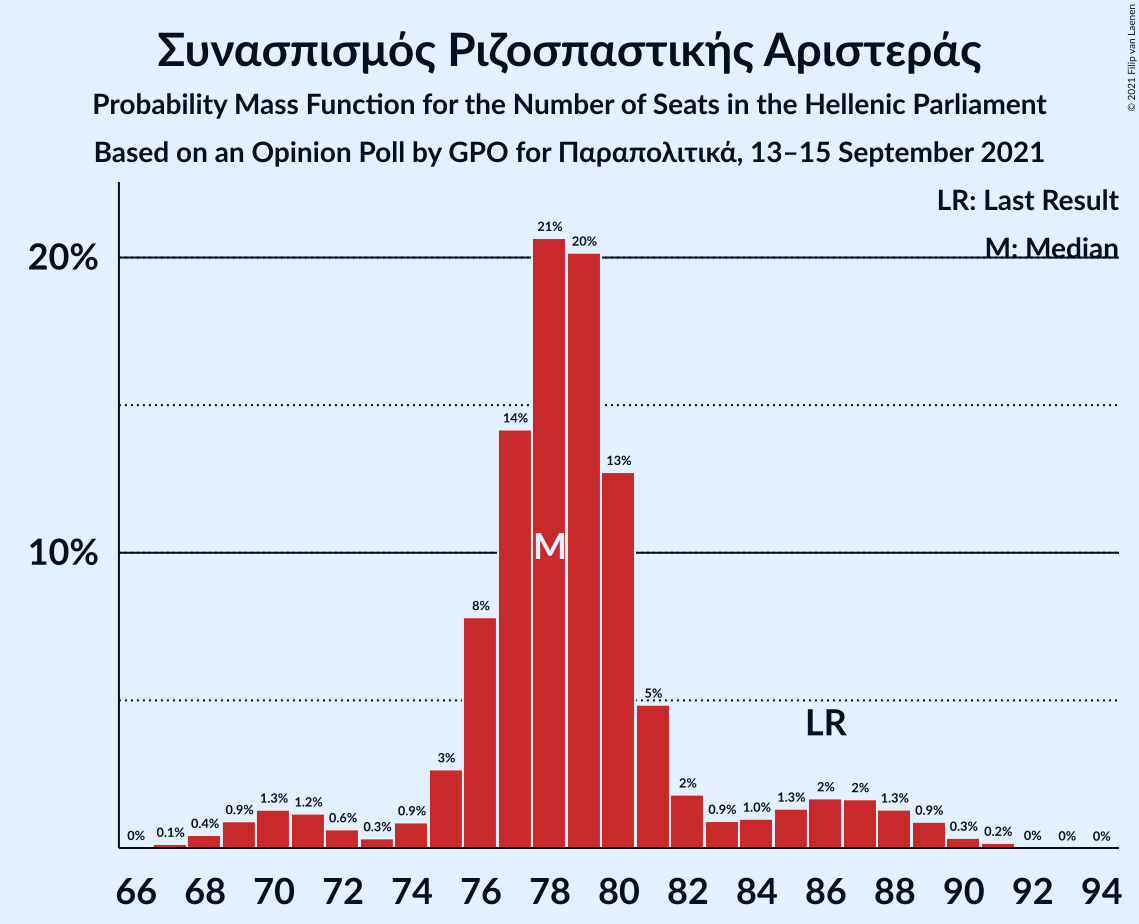 Συνασπισμός Ριζοσπαστικής Αριστεράς
Probability Mass Function for the Number of Seats in the Hellenic Parliament
Based on an Opinion Poll by GPO for Παραπολιτικά, 13–15 September 2021
© 2021 Filip van Laenen
LR: Last Result
M: Median
20%
10%
0% 0.1% 0.4% 0.9% 1.3% 1.2% 0.6% 0.3% 0.9% 3% 8% 14% 21% 20% 13% 5% 2% 0.9% 1.0% 1.3% 2% 2% 1.3% 0.9% 0.3% 0.2% 0% 0% 0%
M
LR
66 68 70 72 74 76 78 80 82 84 86 88 90 92 94